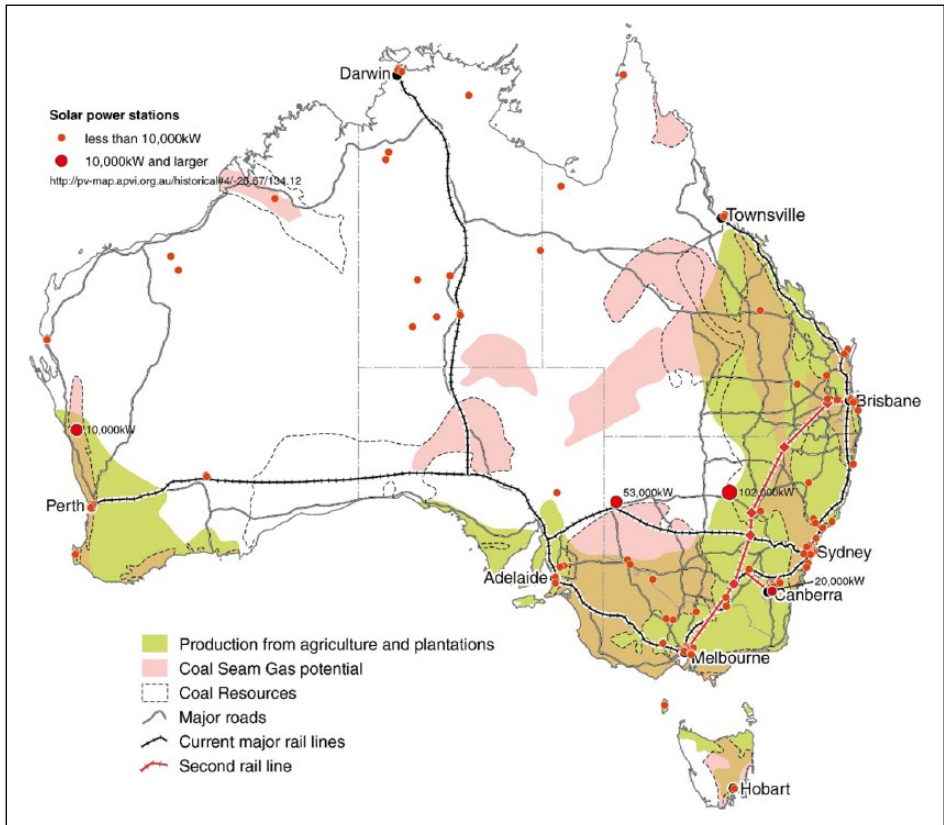 Darwin
Solar power stations
less than 10,000kW
10,000kW and larger
http://pv-map.apvi.org.au/historical#4/-26.67/134.12
Townsville
Brisbane
10,000kW
53,000kW
102,000kW
Perth
Sydney
Adelaide
20,000kW
Canberra
Melbourne
Production from agriculture and plantations
Coal Seam Gas potential
Coal Resources
Major roads
Current major rail lines
Second rail line
Hobart